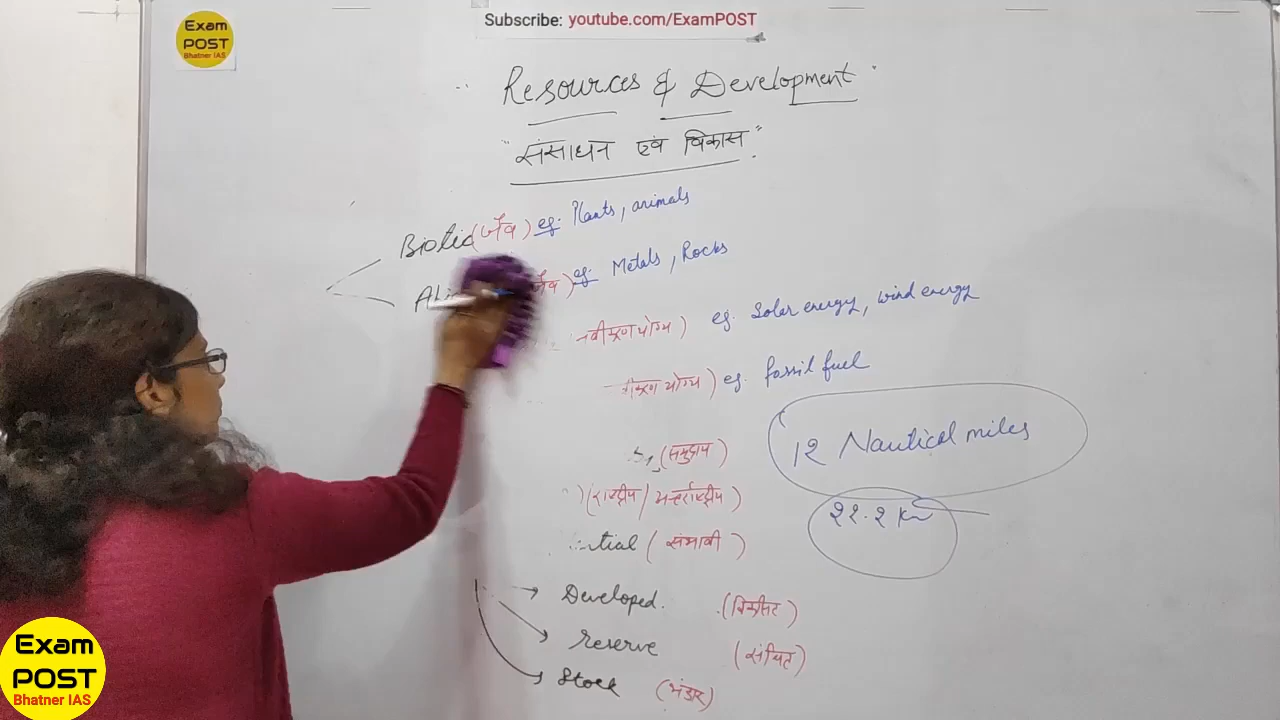 Exam
POST
Bhatner IAS
Subscribe: youtube.com/ExamPOST
Resources & Development
"संसाधन एवं विकास"
Biotic (जैव) eg: Plants, animals
eg: Metals, Rocks
eg. Solar energy, wind energy
eg. fossil fuel
12 Nautical miles
(समुदाय)
(राष्ट्रीय/अन्तर्राष्ट्रीय)
22.2 Km
(संभावी)
Developed. (विकसित)
Reserve (संचित)
Stock (भंडार)
Exam
POST
Bhatner IAS